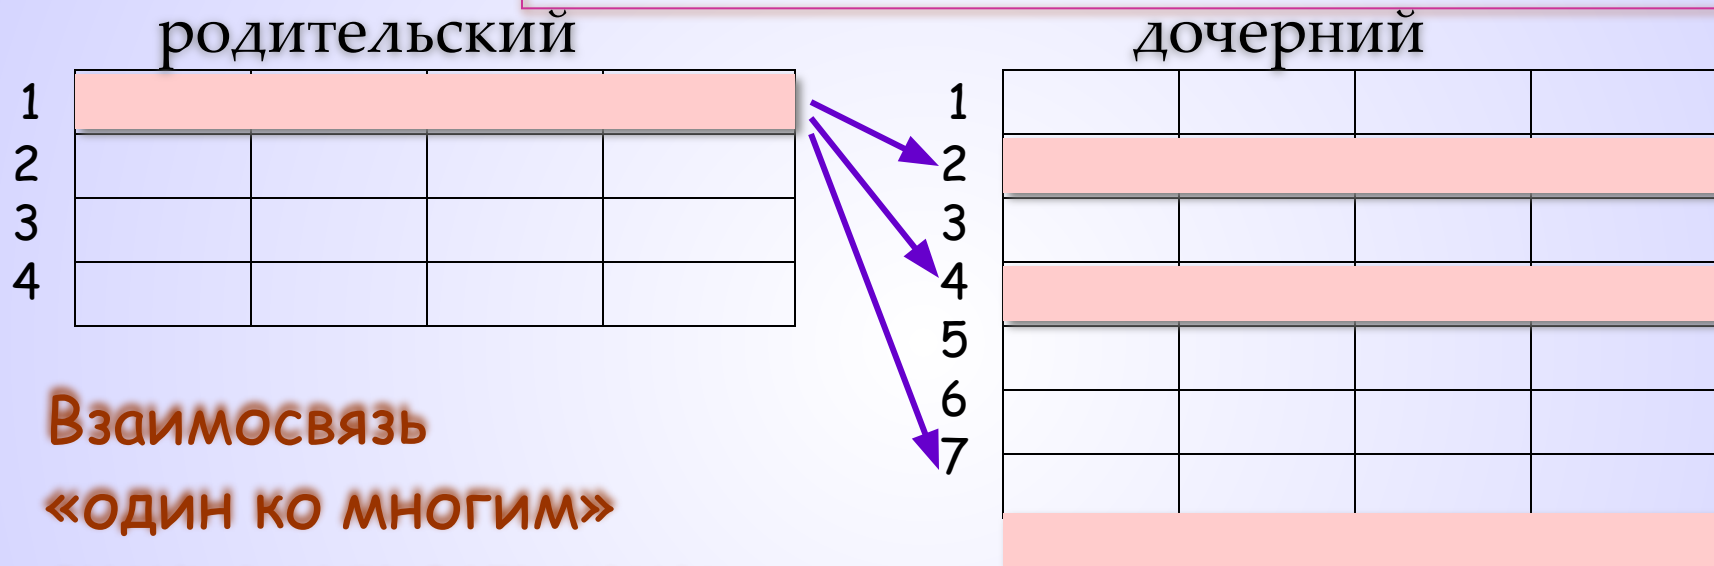 родительский
дочерний
1
2
3
4
1
2
3
4
5
6
7
Взаимосвязь
«один ко многим»